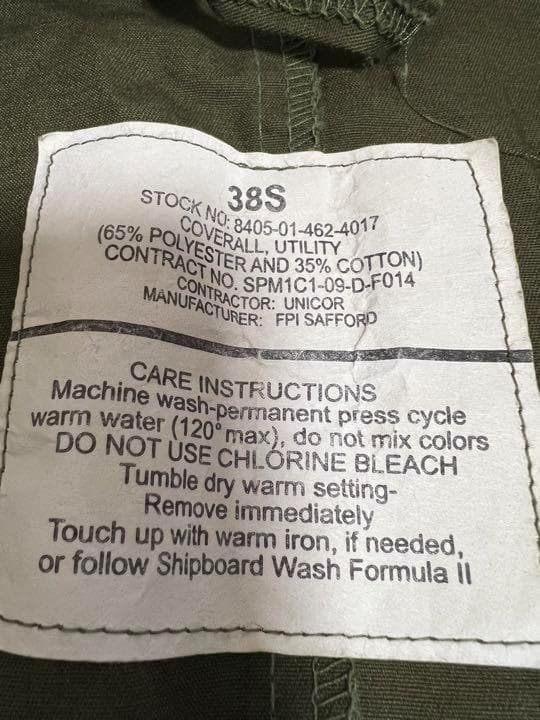 38S
STOCK NO: 8405-01-462-4017
COVERALL, UTILITY
(65% POLYESTER AND 35% COTTON)
CONTRACT NO. SPM1C1-09-D-F014
CONTRACTOR: UNICOR
MANUFACTURER: FPI SAFFORD
CARE INSTRUCTIONS
Machine wash-permanent press cycle
warm water (120° max), do not mix colors
DO NOT USE CHLORINE BLEACH
Tumble dry warm setting-
Remove immediately
Touch up with warm iron, if needed,
or follow Shipboard Wash Formula II